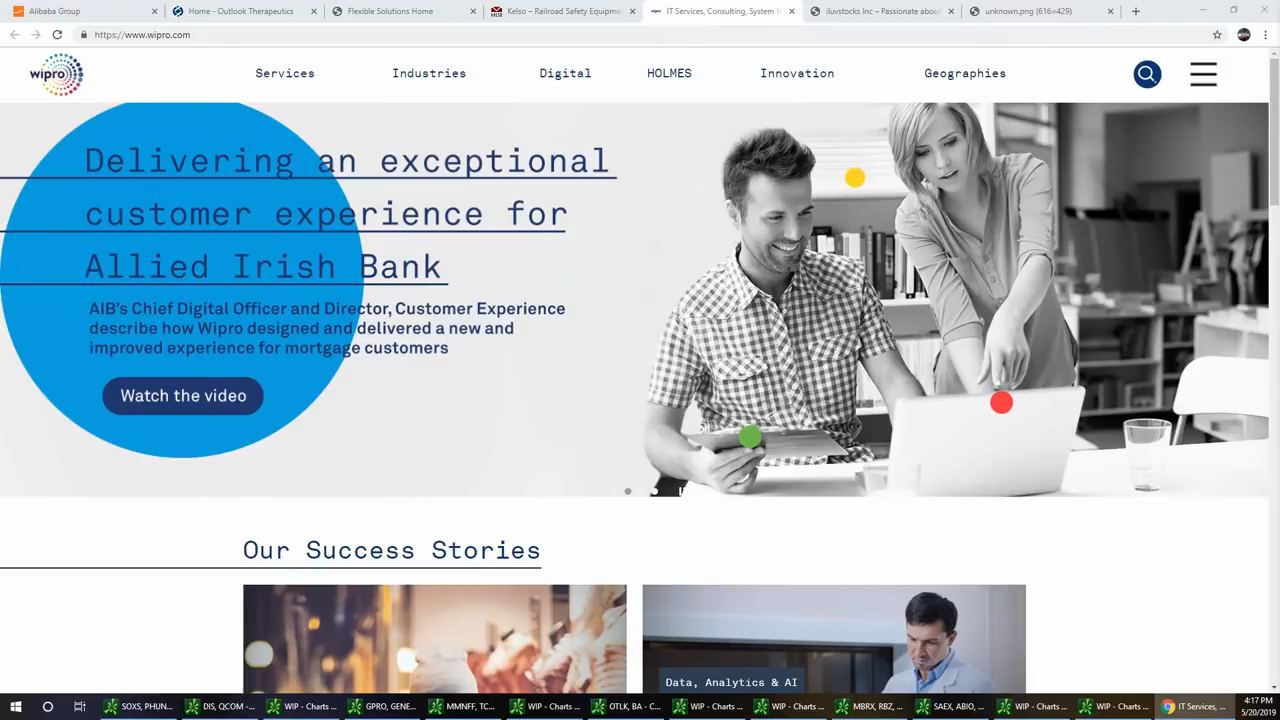 Alibaba Group
Home - Outlook Therapeutics
Flexible Solutions Home
Kelso – Railroad Safety Equipme
IT Services, Consulting, System I
iluvstocks Inc – Passionate abou
unknown.png (616×429)
https://www.wipro.com
wipro
Services
Industries
Digital
HOLMES
Innovation
Geographies
Delivering an exceptional
customer experience for
Allied Irish Bank
AIB's Chief Digital Officer and Director, Customer Experience
describe how Wipro designed and delivered a new and
improved experience for mortgage customers
Watch the video
Our Success Stories
Data, Analytics & AI
SOXS, PHUN...
DIS, QCOM -...
WIP - Charts ...
GPRO, GENE...
MMNFF, TC...
WIP - Charts ...
OTLK, BA - C...
WIP - Charts ...
WIP - Charts ...
MBRX, RBZ, ...
SAEX, ABIO, ...
WIP - Charts ...
WIP - Charts ...
IT Services, ...
4:17 PM
5/20/2019